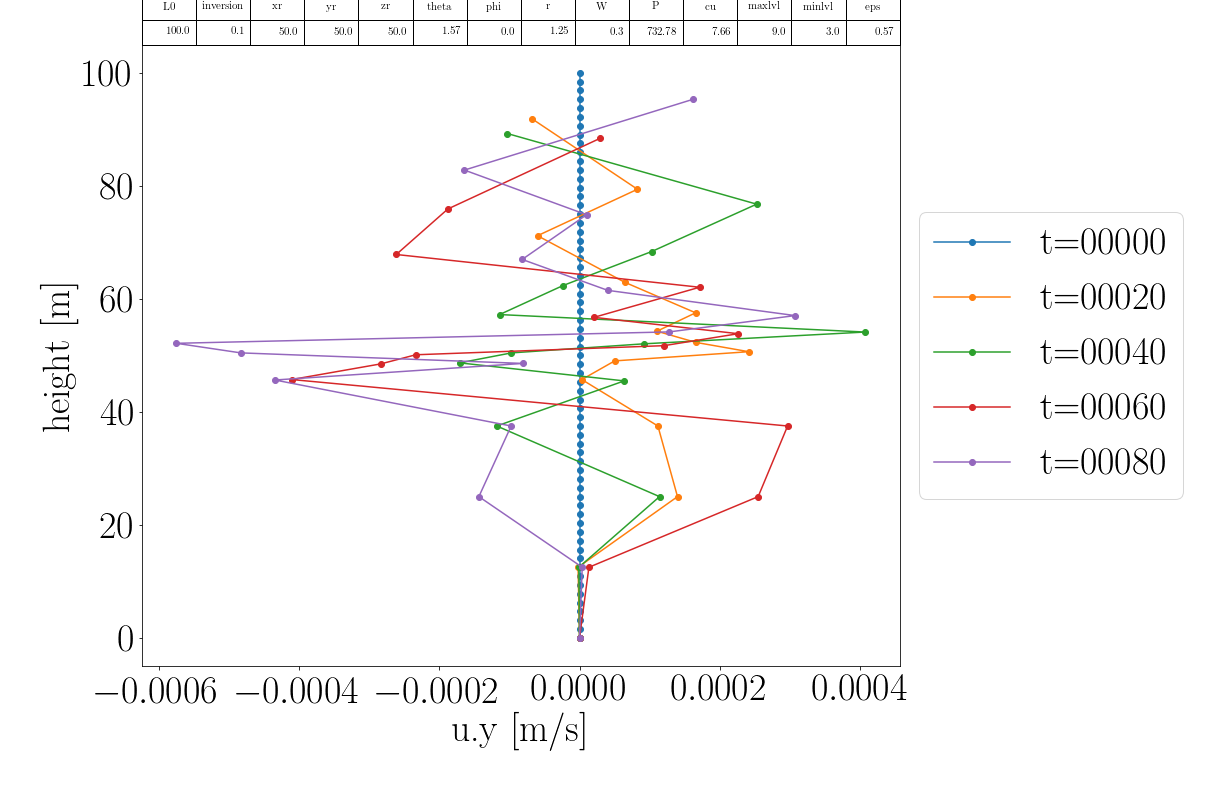 L0 inversion xr yr zr theta phi r W P cu maxlvl minlvl eps
100.0 0.1 50.0 50.0 50.0 1.57 0.0 1.25 0.3 732.78 7.66 9.0 3.0 0.57
100
80
60
40
20
0
height [m]
−0.0006 −0.0004 −0.0002 0.0000 0.0002 0.0004
u.y [m/s]
t=00000
t=00020
t=00040
t=00060
t=00080